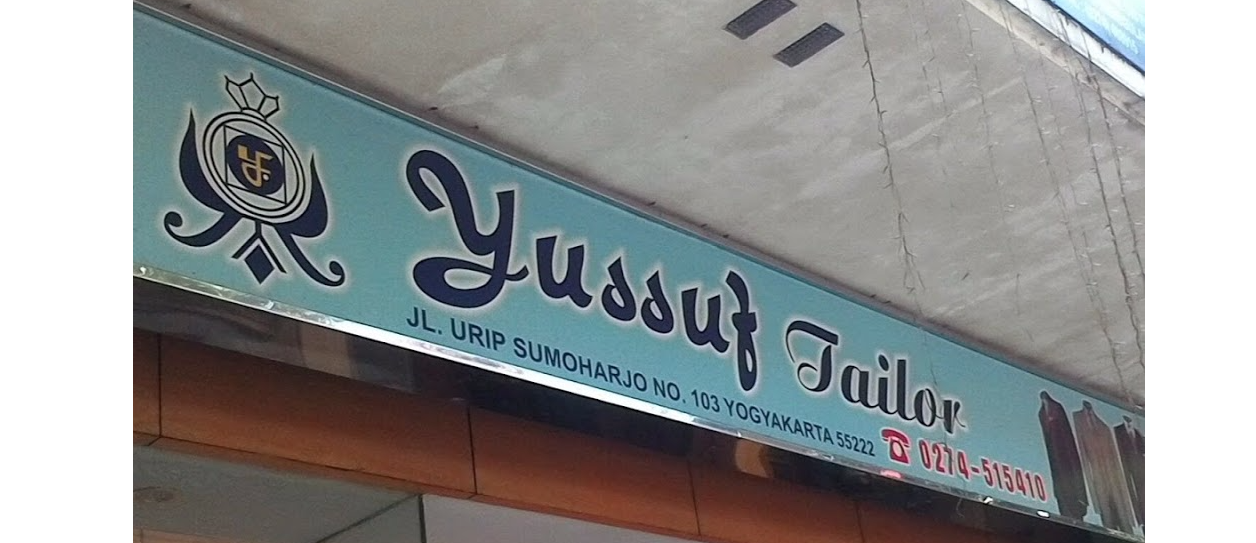 Yussuf Tailor
JL. URIP SUMOHARJO NO. 103 YOGYAKARTA 55222
☎ 0274-515410